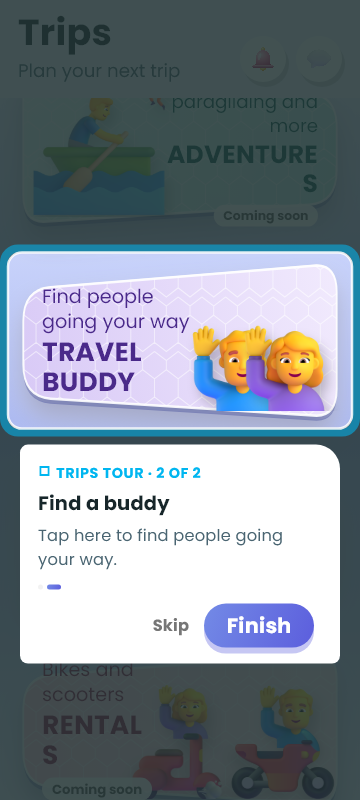 Trips
Plan your next trip
paragliding and
more
ADVENTURE
S
Coming soon
Find people
going your way
TRAVEL
BUDDY
TRIPS TOUR · 2 OF 2
Find a buddy
Tap here to find people going
your way.
Skip
Finish
Bikes and
scooters
RENTAL
S
Coming soon